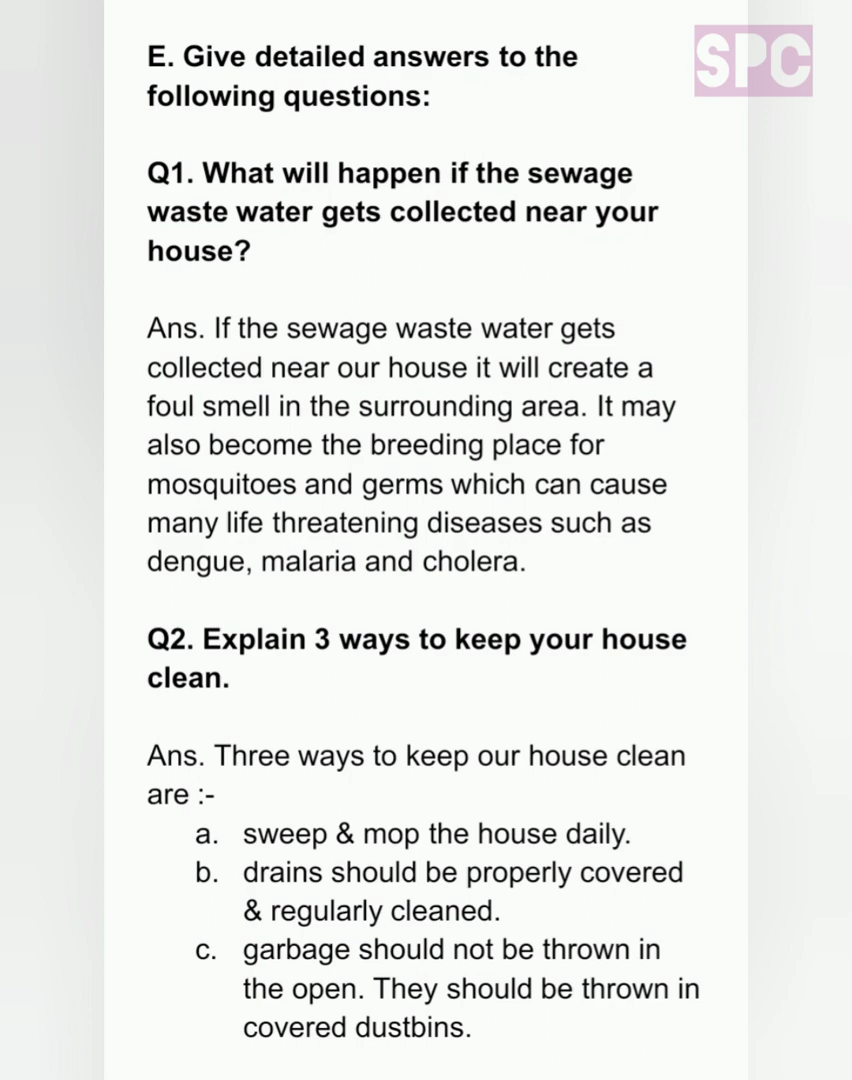 SPC
E. Give detailed answers to the
following questions:
Q1. What will happen if the sewage
waste water gets collected near your
house?
Ans. If the sewage waste water gets
collected near our house it will create a
foul smell in the surrounding area. It may
also become the breeding place for
mosquitoes and germs which can cause
many life threatening diseases such as
dengue, malaria and cholera.
Q2. Explain 3 ways to keep your house
clean.
Ans. Three ways to keep our house clean
are :-
a. sweep & mop the house daily.
b. drains should be properly covered
& regularly cleaned.
c. garbage should not be thrown in
the open. They should be thrown in
covered dustbins.